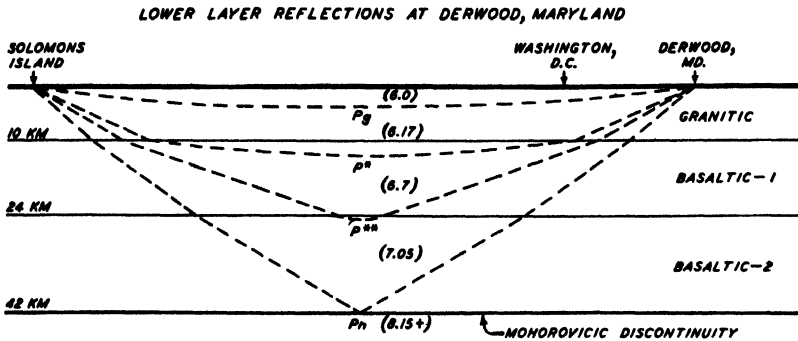 LOWER LAYER REFLECTIONS AT DERWOOD, MARYLAND
SOLOMONS
ISLAND
WASHINGTON,
D.C.
DERWOOD,
MD.
(6.0)
Pg
GRANITIC
10 KM
(6.17)
P*
(6.7)
BASALTIC-1
24 KM
P**
(7.05)
BASALTIC-2
42 KM
Pn (8.15+)
MOHOROVICIC DISCONTINUITY